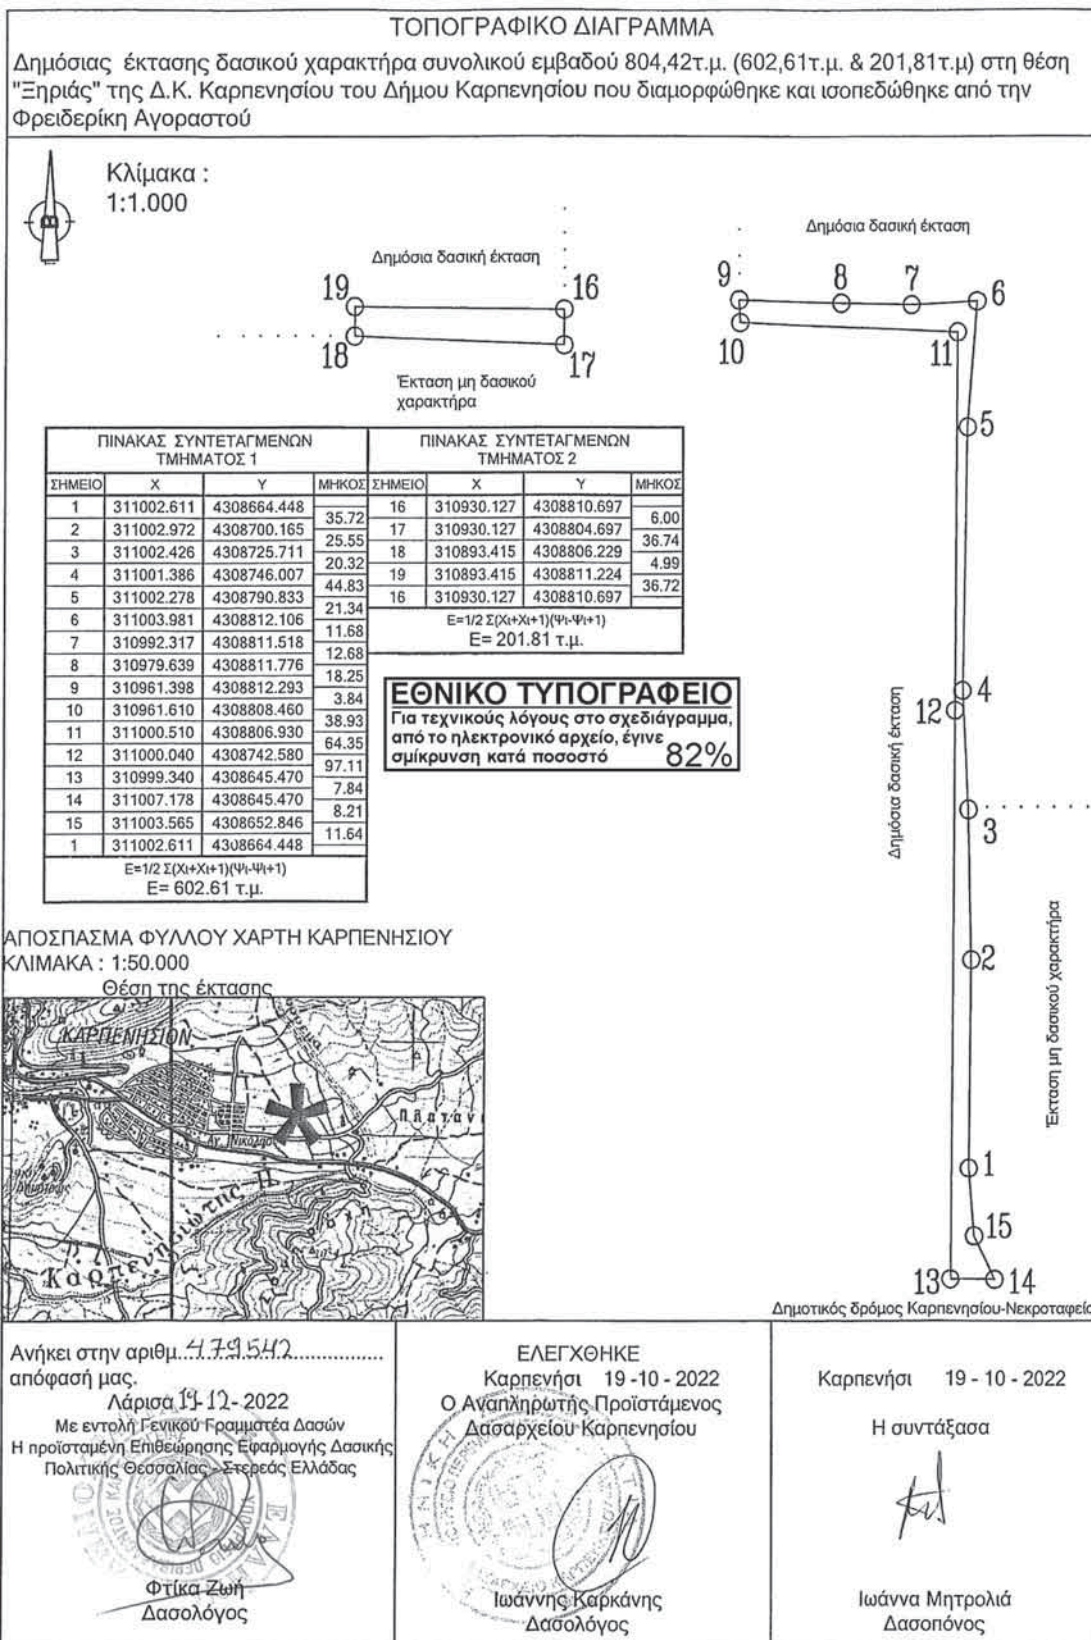 ΤΟΠΟΓΡΑΦΙΚΟ ΔΙΑΓΡΑΜΜΑ
Δημόσιας έκτασης δασικού χαρακτήρα συνολικού εμβαδού 804,42τ.μ. (602,61τ.μ. & 201,81τ.μ) στη θέση
"Ξηριάς" της Δ.Κ. Καρπενησίου του Δήμου Καρπενησίου που διαμορφώθηκε και ισοπεδώθηκε από την
Φρειδερίκη Αγοραστού
Κλίμακα :
1:1.000
Β
Δημόσια δασική έκταση
19
16
18
17
Έκταση μη δασικού
χαρακτήρα
Δημόσια δασική έκταση
9
8
7
6
10
11
5
4
12
3
2
1
15
13
14
Δημόσια δασική έκταση
Έκταση μη δασικού χαρακτήρα
Δημοτικός δρόμος Καρπενησίου-Νεκροταφείο
ΠΙΝΑΚΑΣ ΣΥΝΤΕΤΑΓΜΕΝΩΝ
ΤΜΗΜΑΤΟΣ 1
ΣΗΜΕΙΟ X Y ΜΗΚΟΣ
1 311002.611 4308664.448
35.72
2 311002.972 4308700.165
25.55
3 311002.426 4308725.711
20.32
4 311001.386 4308746.007
44.83
5 311002.278 4308790.833
21.34
6 311003.981 4308812.106
11.68
7 310992.317 4308811.518
12.68
8 310979.639 4308811.776
18.25
9 310961.398 4308812.293
3.84
10 310961.610 4308808.460
38.93
11 311000.510 4308806.930
64.35
12 311000.040 4308742.580
97.11
13 310999.340 4308645.470
7.84
14 311007.178 4308645.470
8.21
15 311003.565 4308652.846
11.64
1 311002.611 4308664.448
E=1/2 Σ(Xι+Xι+1)(Ψι-Ψι+1)
E= 602.61 τ.μ.
ΠΙΝΑΚΑΣ ΣΥΝΤΕΤΑΓΜΕΝΩΝ
ΤΜΗΜΑΤΟΣ 2
ΣΗΜΕΙΟ X Y ΜΗΚΟΣ
16 310930.127 4308810.697
6.00
17 310930.127 4308804.697
36.74
18 310893.415 4308806.229
4.99
19 310893.415 4308811.224
36.72
16 310930.127 4308810.697
E=1/2 Σ(Xι+Xι+1)(Ψι-Ψι+1)
E= 201.81 τ.μ.
ΕΘΝΙΚΟ ΤΥΠΟΓΡΑΦΕΙΟ
Για τεχνικούς λόγους στο σχεδιάγραμμα,
από το ηλεκτρονικό αρχείο, έγινε
σμίκρυνση κατά ποσοστό 82%
ΑΠΟΣΠΑΣΜΑ ΦΥΛΛΟΥ ΧΑΡΤΗ ΚΑΡΠΕΝΗΣΙΟΥ
ΚΛΙΜΑΚΑ : 1:50.000
Θέση της έκτασης
ΚΑΡΠΕΝΗΣΙΟΝ
Αγ. Νικόλαος
Πλατάν
Καρπενησιώτης Π.
Ανήκει στην αριθμ. 479542
απόφασή μας.
Λάρισα 19-12-2022
Με εντολή Γενικού Γραμματέα Δασών
Η προϊσταμένη Επιθεώρησης Εφαρμογής Δασικής
Πολιτικής Θεσσαλίας - Στερεάς Ελλάδας
Φτίκα Ζωή
Δασολόγος
ΕΛΕΓΧΘΗΚΕ
Καρπενήσι 19 -10 - 2022
Ο Αναπληρωτής Προϊστάμενος
Δασαρχείου Καρπενησίου
Ιωάννης Καρκάνης
Δασολόγος
Καρπενήσι 19 - 10 - 2022
Η συντάξασα
Ιωάννα Μητρολιά
Δασοπόνος